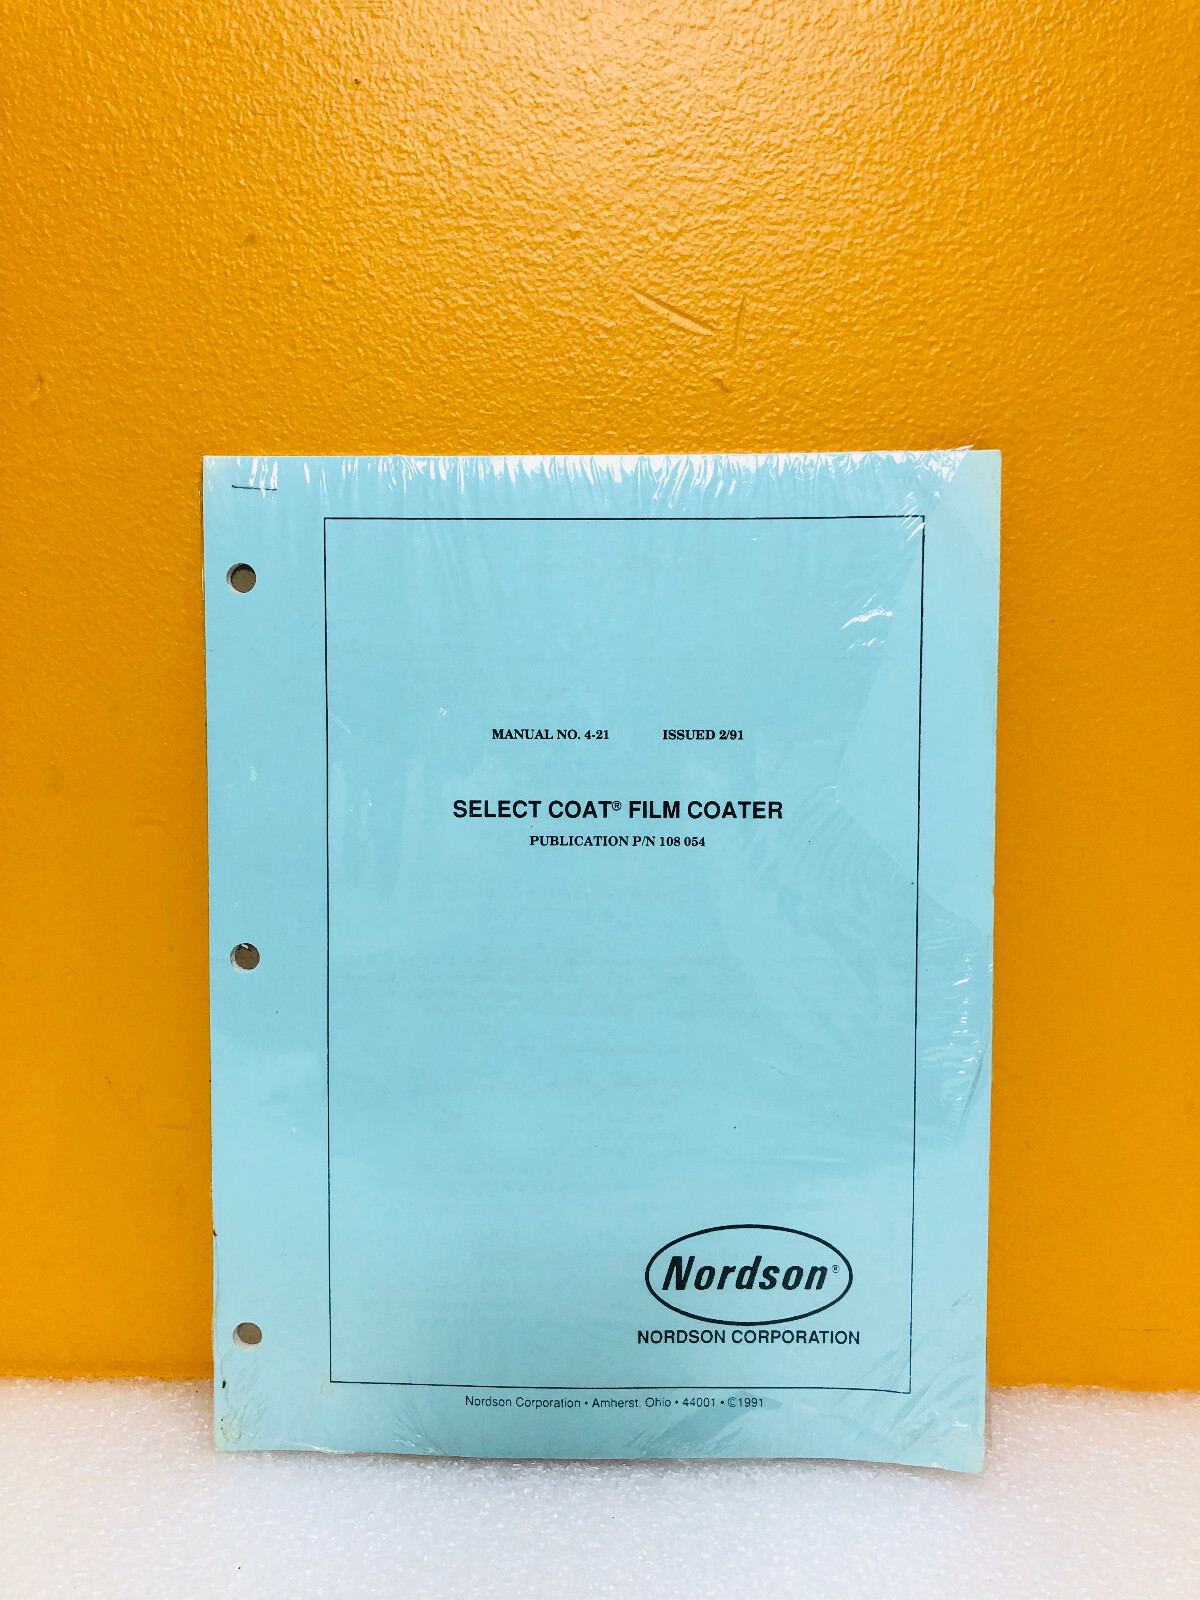 MANUAL NO. 4-21 ISSUED 2/91
SELECT COAT® FILM COATER
PUBLICATION P/N 108 054
Nordson®
NORDSON CORPORATION
Nordson Corporation • Amherst, Ohio • 44001 • ©1991